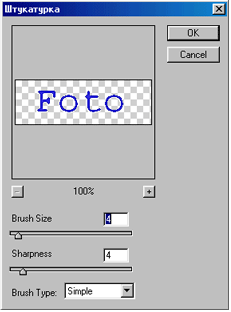 Штукатурка
OK
Cancel
Foto
100%
Brush Size 4
Sharpness 4
Brush Type: Simple